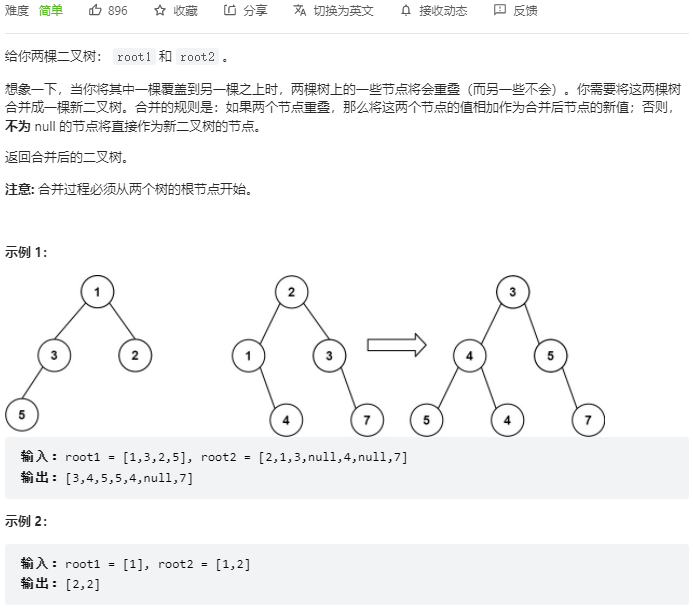 难度 简单 896 收藏 分享 切换为英文 接收动态 反馈
给你两棵二叉树： root1 和 root2 。
想象一下，当你将其中一棵覆盖到另一棵之上时，两棵树上的一些节点将会重叠（而另一些不会）。你需要将这两棵树
合并成一棵新二叉树。合并的规则是：如果两个节点重叠，那么将这两个节点的值相加作为合并后节点的新值；否则，
不为 null 的节点将直接作为新二叉树的节点。
返回合并后的二叉树。
注意: 合并过程必须从两个树的根节点开始。
示例 1：
1 2 3
3 2 1 3 4 5
5 4 7 5 4 7
输入：root1 = [1,3,2,5], root2 = [2,1,3,null,4,null,7]
输出：[3,4,5,5,4,null,7]
示例 2：
输入：root1 = [1], root2 = [1,2]
输出：[2,2]